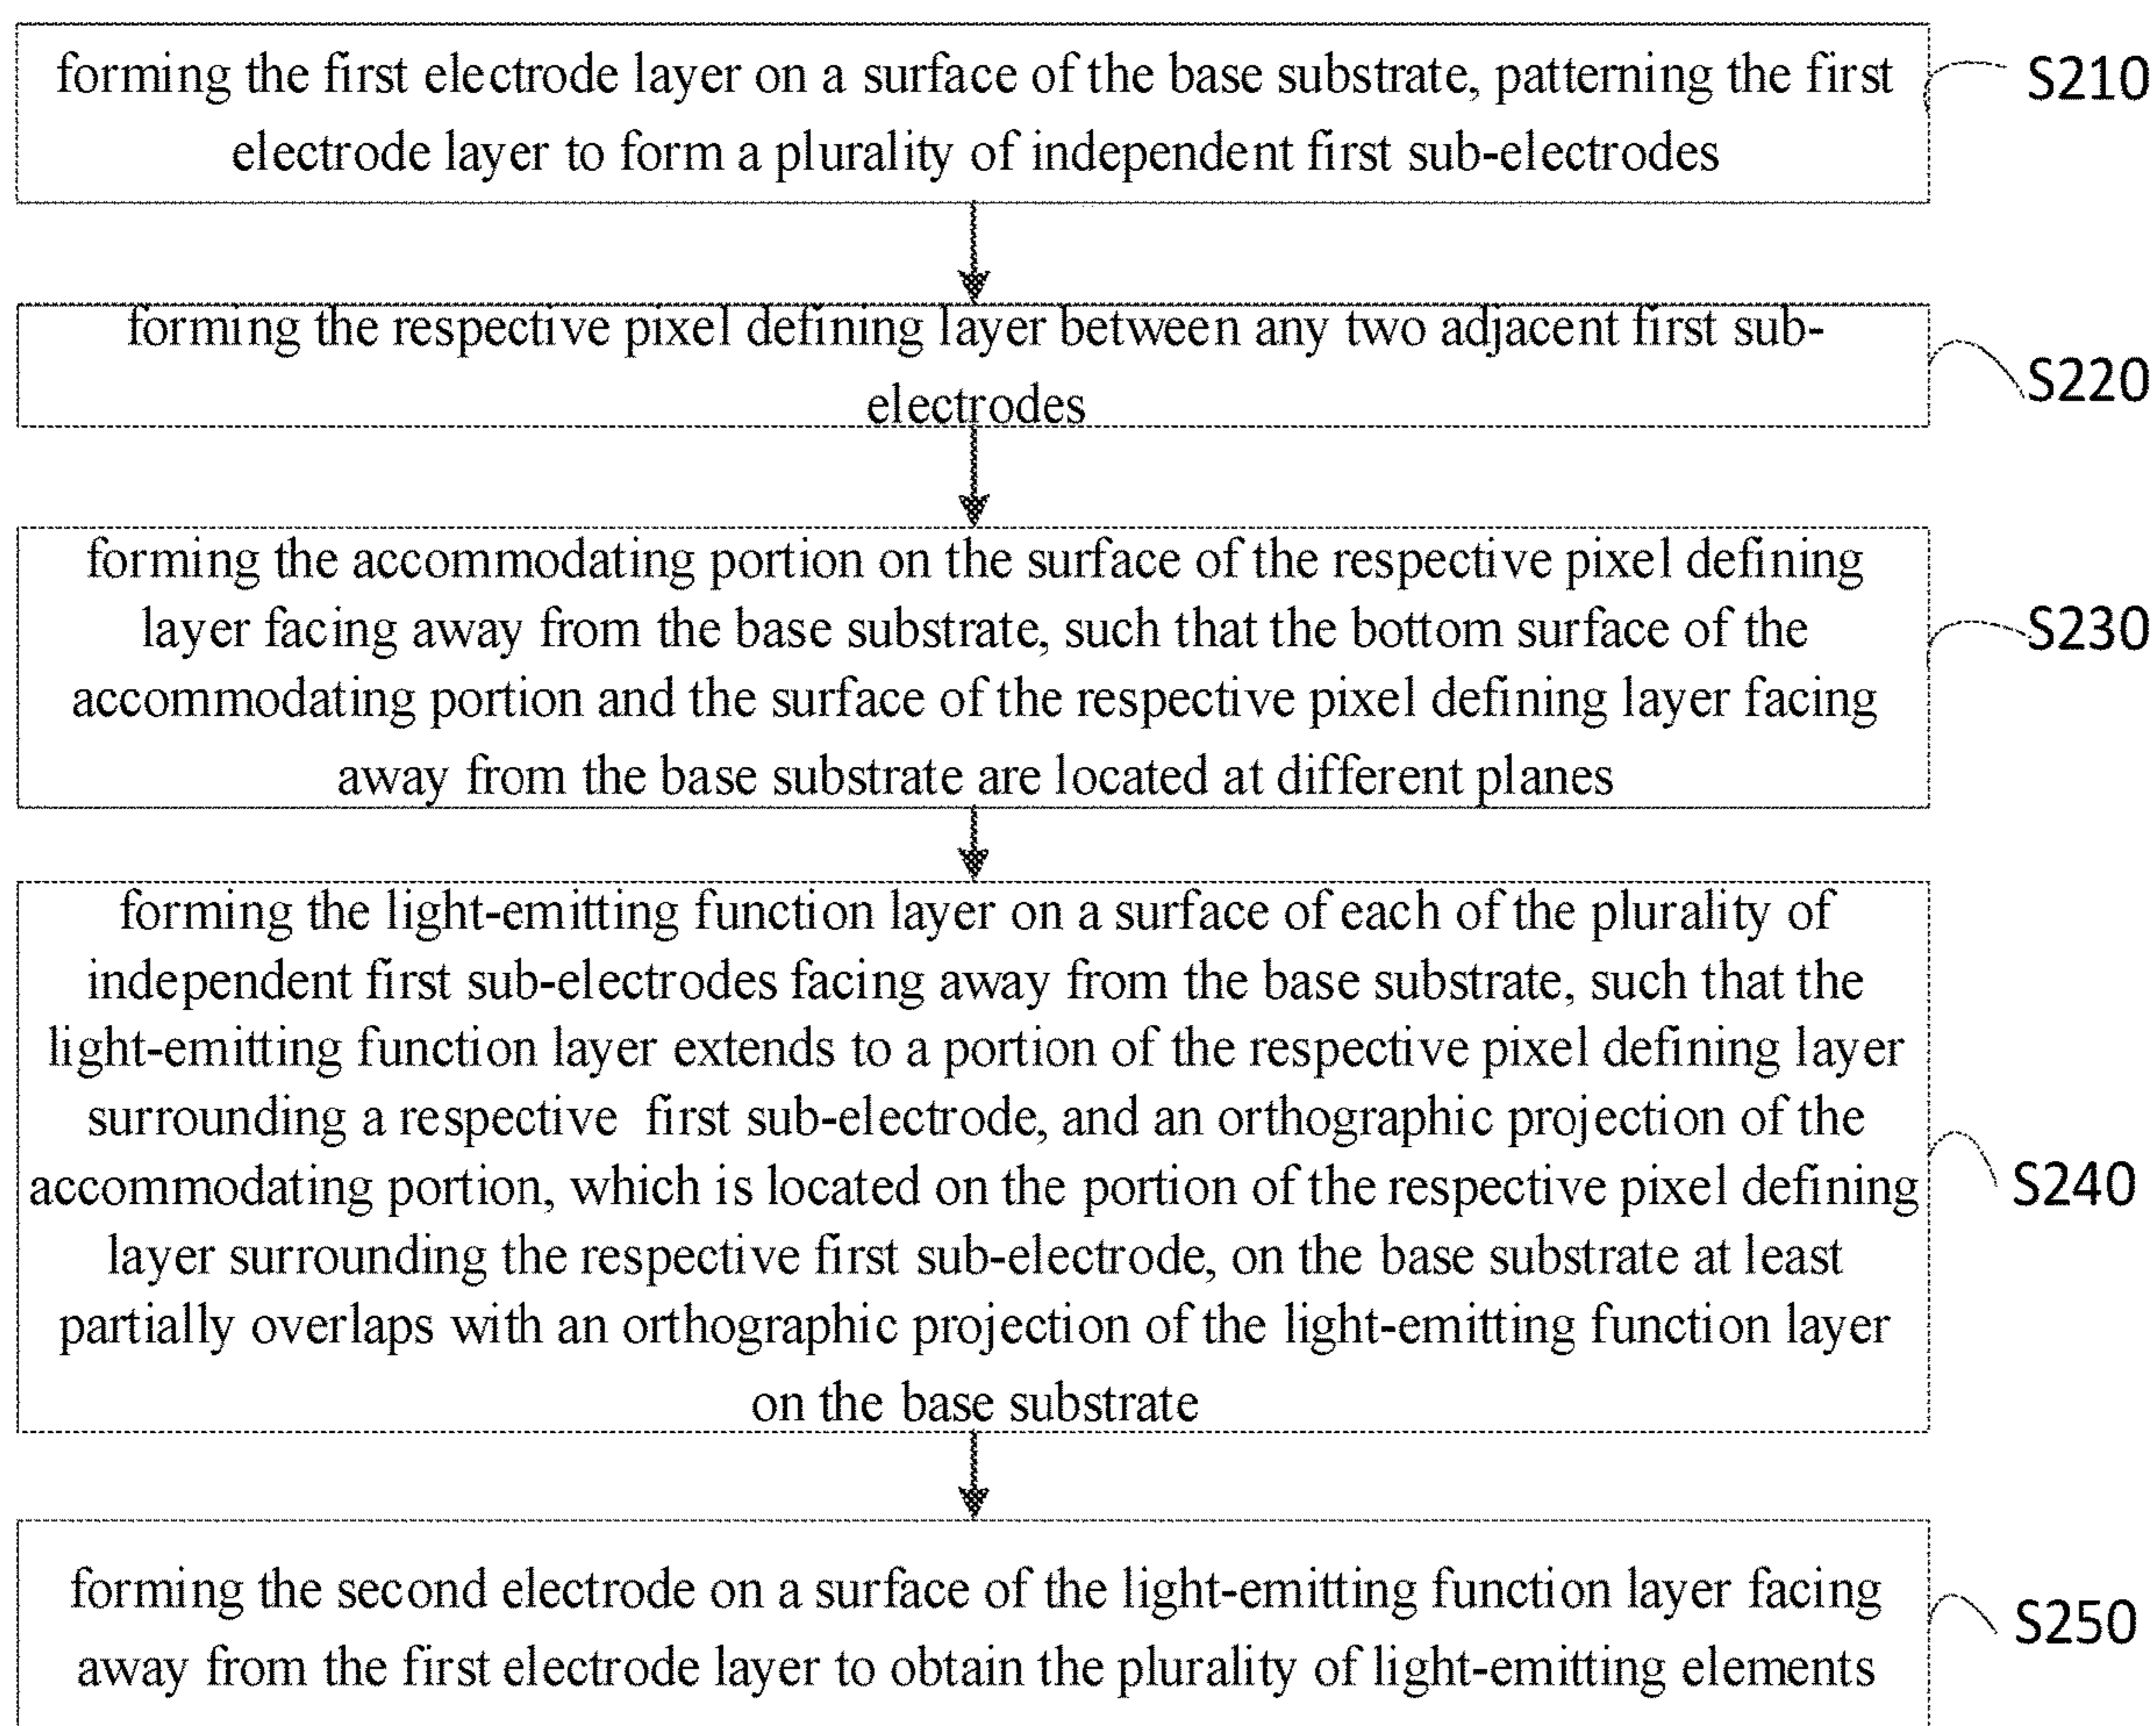 forming the first electrode layer on a surface of the base substrate, patterning the first
electrode layer to form a plurality of independent first sub-electrodes
S210
forming the respective pixel defining layer between any two adjacent first sub-
electrodes
S220
forming the accommodating portion on the surface of the respective pixel defining
layer facing away from the base substrate, such that the bottom surface of the
accommodating portion and the surface of the respective pixel defining layer facing
away from the base substrate are located at different planes
S230
forming the light-emitting function layer on a surface of each of the plurality of
independent first sub-electrodes facing away from the base substrate, such that the
light-emitting function layer extends to a portion of the respective pixel defining layer
surrounding a respective first sub-electrode, and an orthographic projection of the
accommodating portion, which is located on the portion of the respective pixel defining
layer surrounding the respective first sub-electrode, on the base substrate at least
partially overlaps with an orthographic projection of the light-emitting function layer
on the base substrate
S240
forming the second electrode on a surface of the light-emitting function layer facing
away from the first electrode layer to obtain the plurality of light-emitting elements
S250